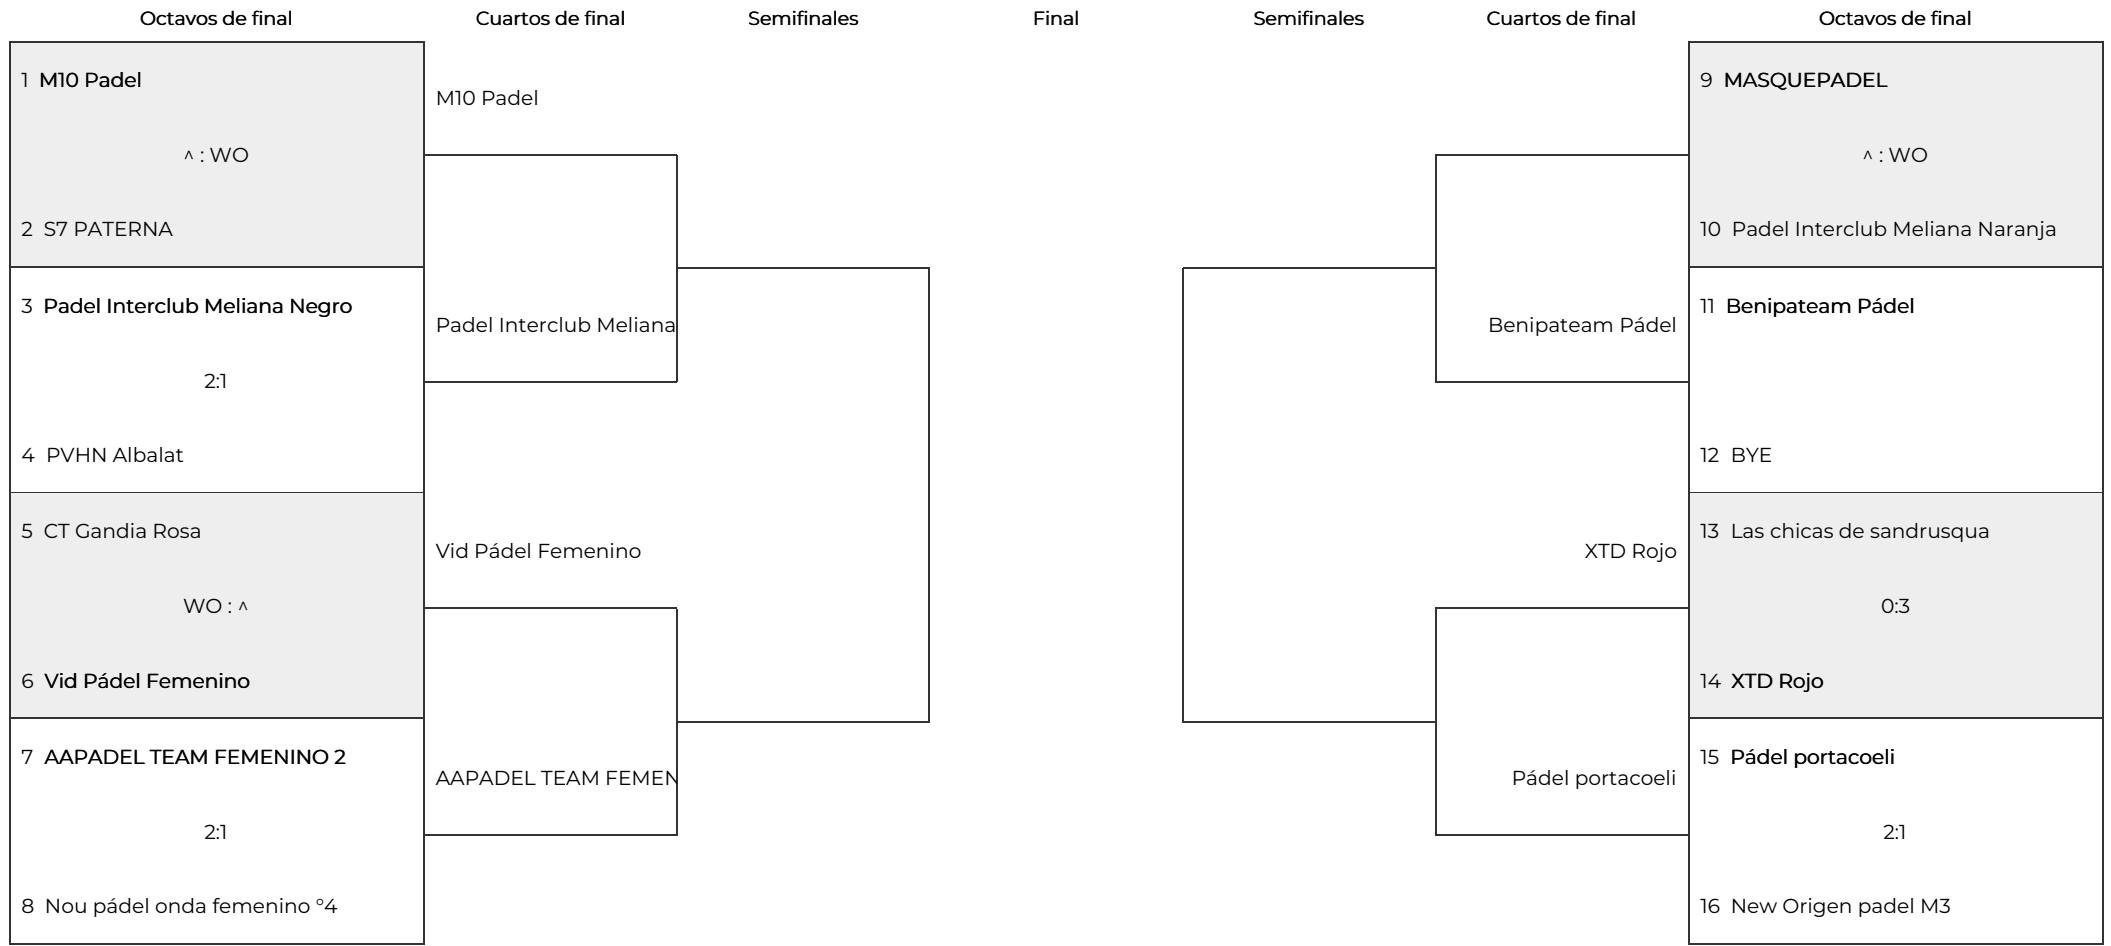 Octavos de final
Cuartos de final
Semifinales
Final
Semifinales
Cuartos de final
Octavos de final
1 M10 Padel
^ : WO
2 S7 PATERNA
3 Padel Interclub Meliana Negro
2:1
4 PVHN Albalat
5 CT Gandia Rosa
WO : ^
6 Vid Pádel Femenino
7 AAPADEL TEAM FEMENINO 2
2:1
8 Nou pádel onda femenino °4
M10 Padel
Padel Interclub Meliana
Vid Pádel Femenino
AAPADEL TEAM FEMEN
Benipateam Pádel
XTD Rojo
Pádel portacoeli
9 MASQUEPADEL
^ : WO
10 Padel Interclub Meliana Naranja
11 Benipateam Pádel
12 BYE
13 Las chicas de sandrusqua
0:3
14 XTD Rojo
15 Pádel portacoeli
2:1
16 New Origen padel M3